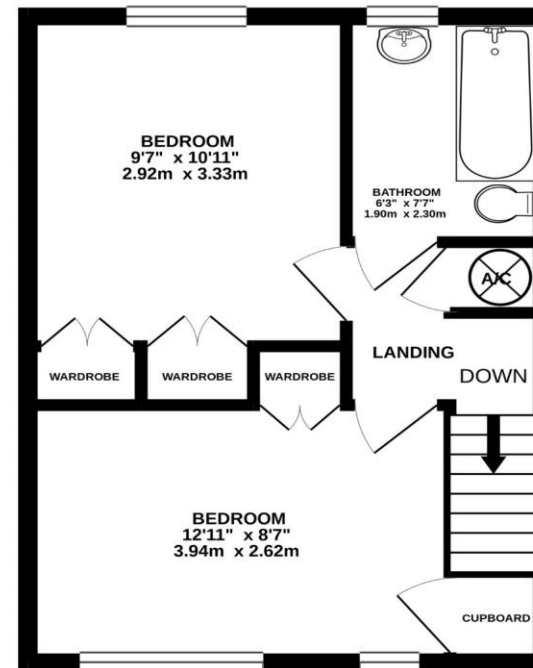 BEDROOM
9'7" x 10'11"
2.92m x 3.33m
BATHROOM
6'3" x 7'7"
1.90m x 2.30m
A/C
LANDING
DOWN
WARDROBE
WARDROBE
WARDROBE
BEDROOM
12'11" x 8'7"
3.94m x 2.62m
CUPBOARD